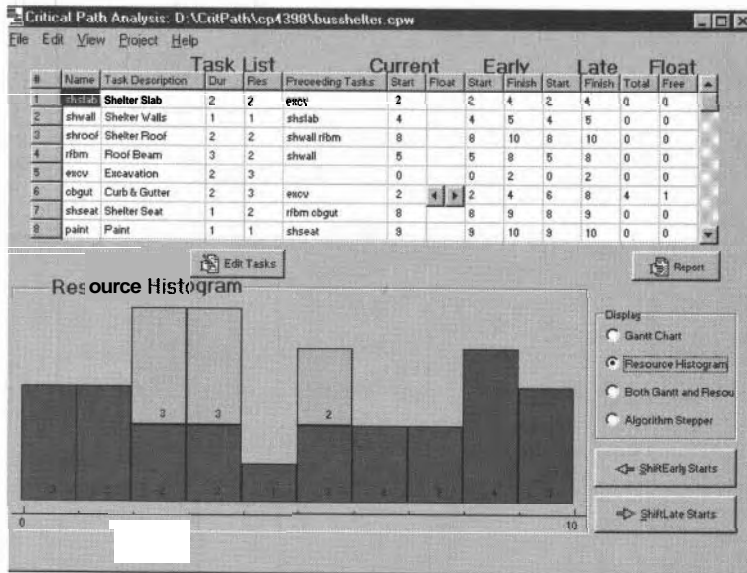 Critical Path Analysis: D:\CritPath\cp4398\busshelter.cpw
File Edit View Project Help
Task List Current Early Late Float
# Name Task Description Dur Res Preceeding Tasks Start Float Start Finish Start Finish Total Free
1 shslab Shelter Slab 2 2 excv 2 2 4 2 4 0 0
2 shwall Shelter Walls 1 1 shslab 4 4 5 4 5 0 0
3 shroof Shelter Roof 2 2 shwall rfbm 8 8 10 8 10 0 0
4 rfbm Roof Beam 3 2 shwall 5 5 8 5 8 0 0
5 excv Excavation 2 3 0 0 2 0 2 0 0
6 cbgut Curb & Gutter 2 3 excv 2 2 4 6 8 4 1
7 shseat Shelter Seat 1 2 rfbm cbgut 8 8 9 8 9 0 0
8 paint Paint 1 1 shseat 9 9 10 9 10 0 0
Edit Tasks
Report
Resource Histogram
3 3 2
3 2 2 2 4 3
0 10
Display
Gantt Chart
Resource Histogram
Both Gantt and Resou
Algorithm Stepper
ShiftEarly Starts
ShiftLate Starts